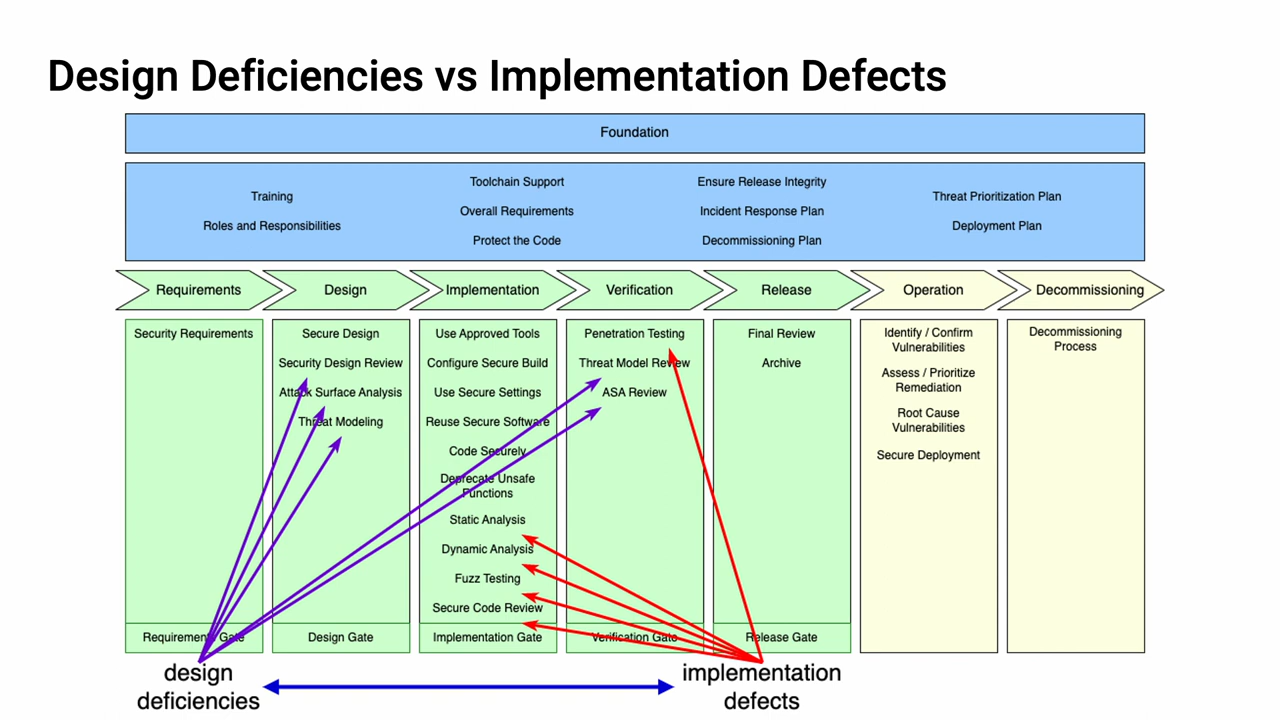 Design Deficiencies vs Implementation Defects
Foundation
Training
Roles and Responsibilities
Toolchain Support
Overall Requirements
Protect the Code
Ensure Release Integrity
Incident Response Plan
Decommissioning Plan
Threat Prioritization Plan
Deployment Plan
Requirements
Design
Implementation
Verification
Release
Operation
Decommissioning
Security Requirements
Requirements Gate
Secure Design
Security Design Review
Attack Surface Analysis
Threat Modeling
Design Gate
Use Approved Tools
Configure Secure Build
Use Secure Settings
Reuse Secure Software
Code Securely
Deprecate Unsafe
Functions
Static Analysis
Dynamic Analysis
Fuzz Testing
Secure Code Review
Implementation Gate
Penetration Testing
Threat Model Review
ASA Review
Verification Gate
Final Review
Archive
Release Gate
Identify / Confirm
Vulnerabilities
Assess / Prioritize
Remediation
Root Cause
Vulnerabilities
Secure Deployment
Decommissioning
Process
design
deficiencies
implementation
defects